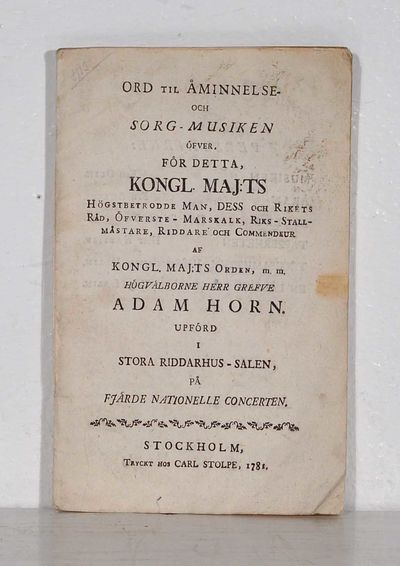 ORD TIL ÅMINNELSE-
OCH
SORG-MUSIKEN
ÖFVER.
FÖR DETTA,
KONGL. MAJ:TS
HÖGSTBETRODDE MAN, DESS OCH RIKETS
RÅD, ÖFVERSTE-MARSKALK, RIKS-STALL-
MÄSTARE, RIDDARE OCH COMMENDEUR
AF
KONGL. MAJ:TS ORDEN, m. m.
HÖGVÄLBORNE HERR GREFVE
ADAM HORN.
UPFÖRD
I
STORA RIDDARHUS-SALEN,
PÅ
FJÄRDE NATIONELLE CONCERTEN.
STOCKHOLM,
TRYCKT HOS CARL STOLPE, 1781.